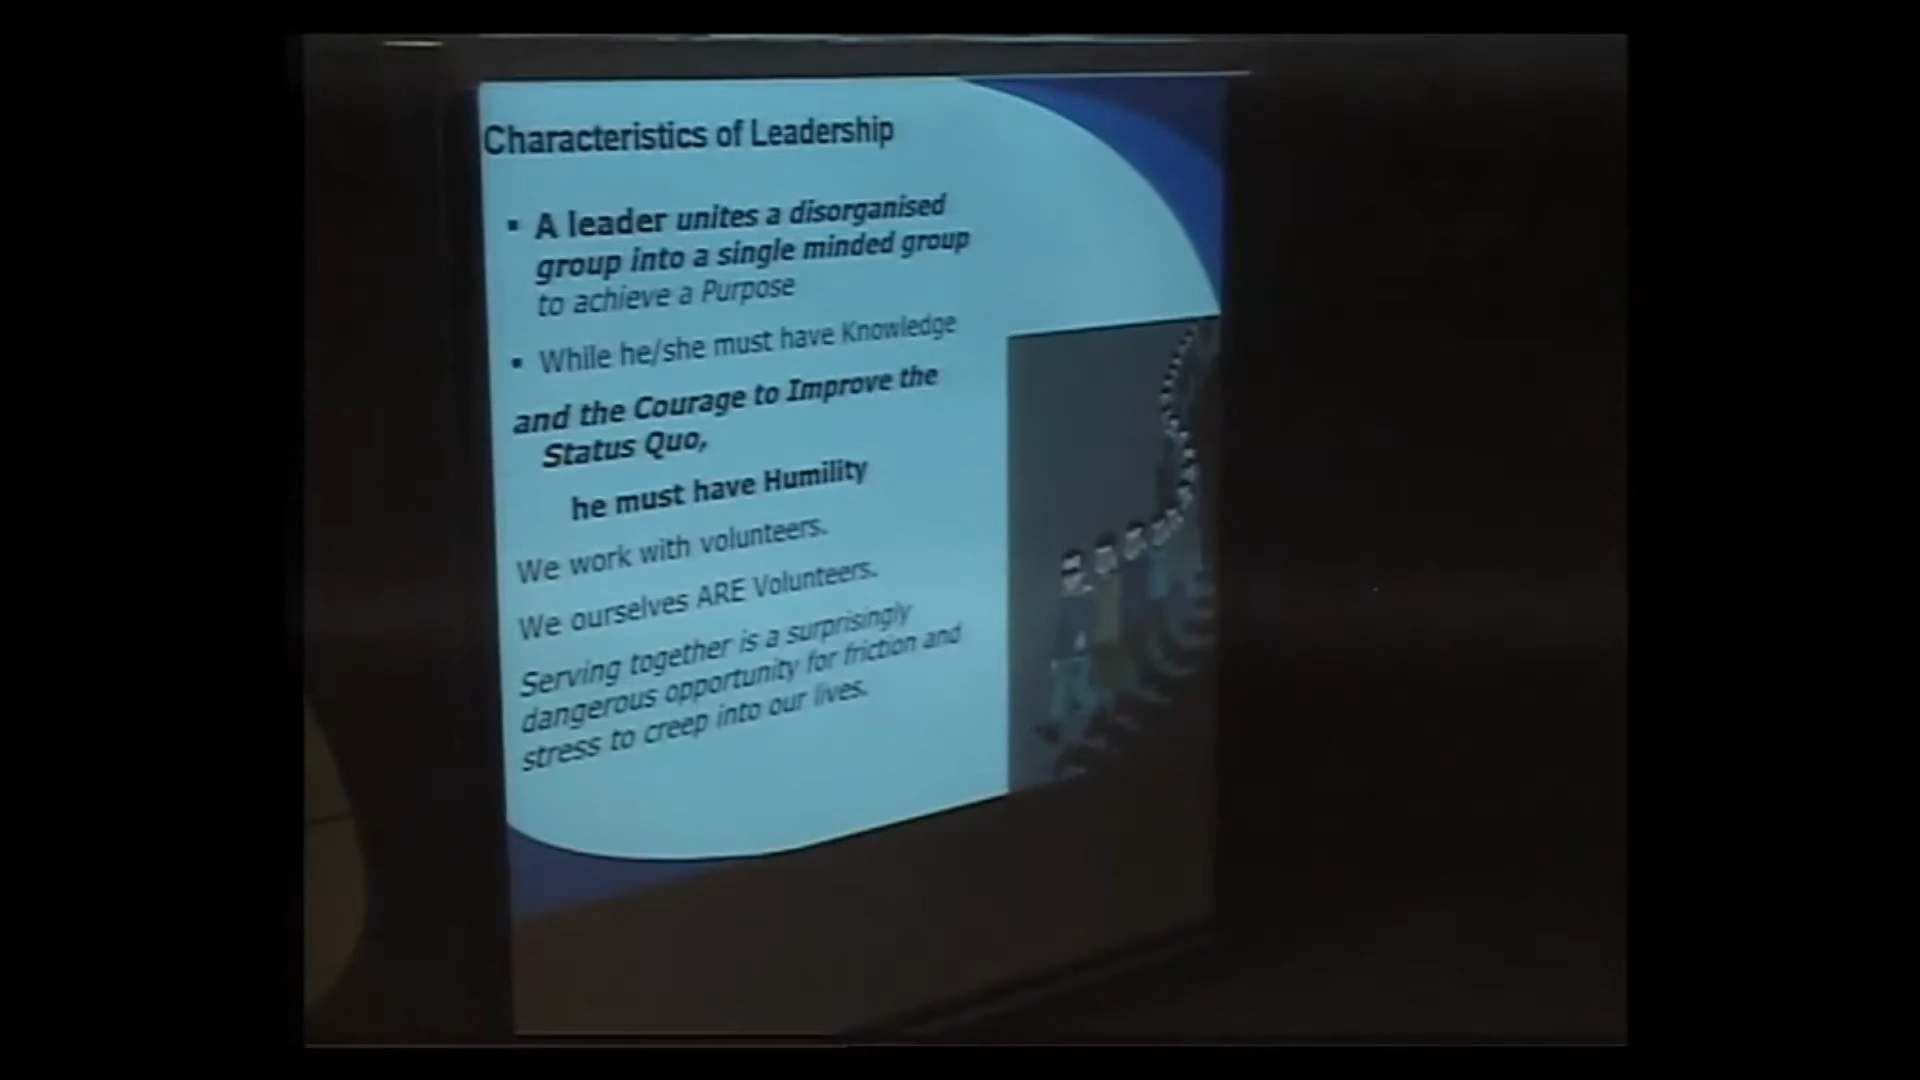 Characteristics of Leadership
▪ A leader unites a disorganised
group into a single minded group
to achieve a Purpose
▪ While he/she must have Knowledge
and the Courage to Improve the
Status Quo,
he must have Humility
We work with volunteers.
We ourselves ARE Volunteers.
Serving together is a surprisingly
dangerous opportunity for friction and
stress to creep into our lives.